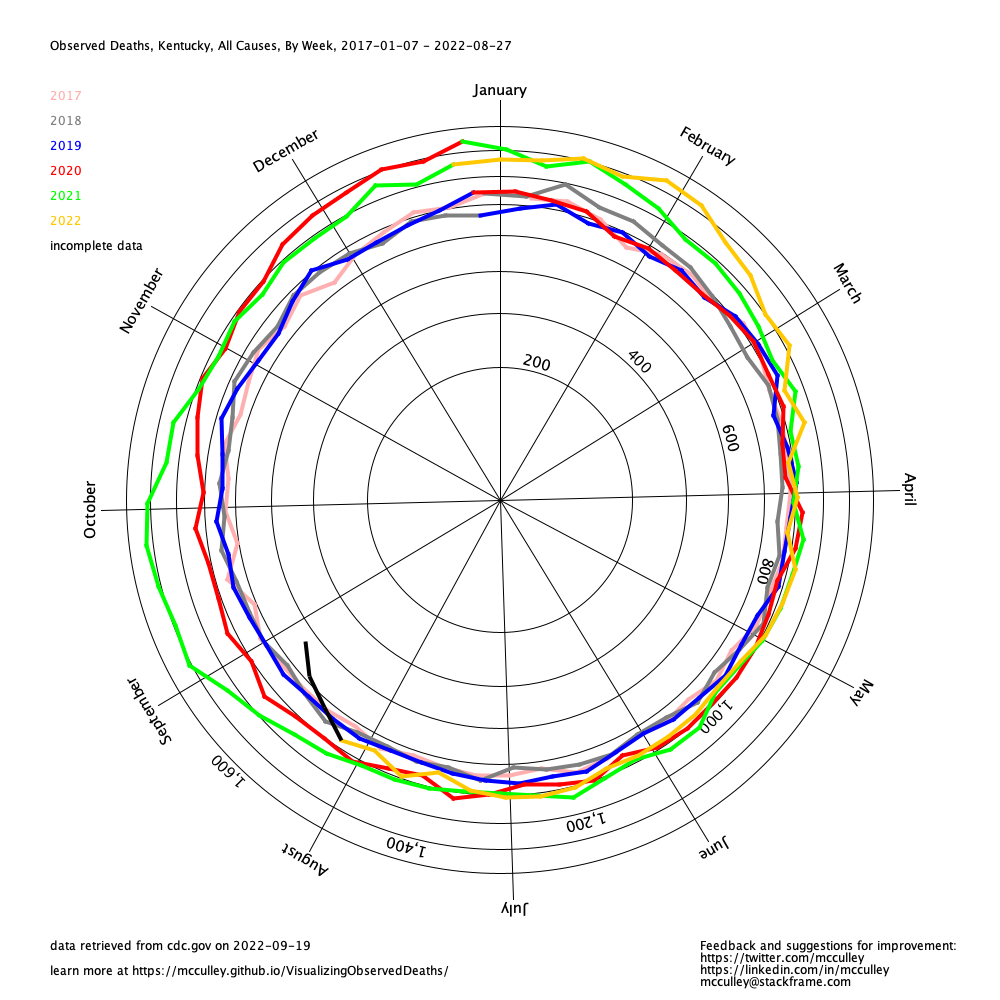 Observed Deaths, Kentucky, All Causes, By Week, 2017-01-07 - 2022-08-27
January
2017
2018
2019
2020
2021
2022
incomplete data
December
February
November
March
200
400
600
October
April
800
September
May
1,000
1,600
1,200
1,400
August
June
July
data retrieved from cdc.gov on 2022-09-19
learn more at https://mcculley.github.io/VisualizingObservedDeaths/
Feedback and suggestions for improvement:
https://twitter.com/mcculley
https://linkedin.com/in/mcculley
mcculley@stackframe.com